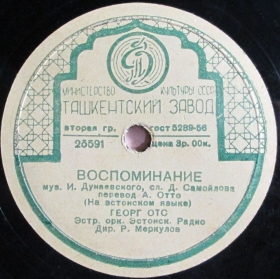 МИНИСТЕРСТВО КУЛЬТУРЫ СССР
ТАШКЕНТСКИЙ ЗАВОД
вторая гр. ГОСТ 5289-56
25591 Цена 3р. 00к.
ВОСПОМИНАНИЕ
муз. И. Дунаевского, сл. Д. Самойлова
перевод А. Отто
(На эстонском языке)
ГЕОРГ ОТС
Эстр. орк. Эстонск. Радио
Дир. Р. Меркулов